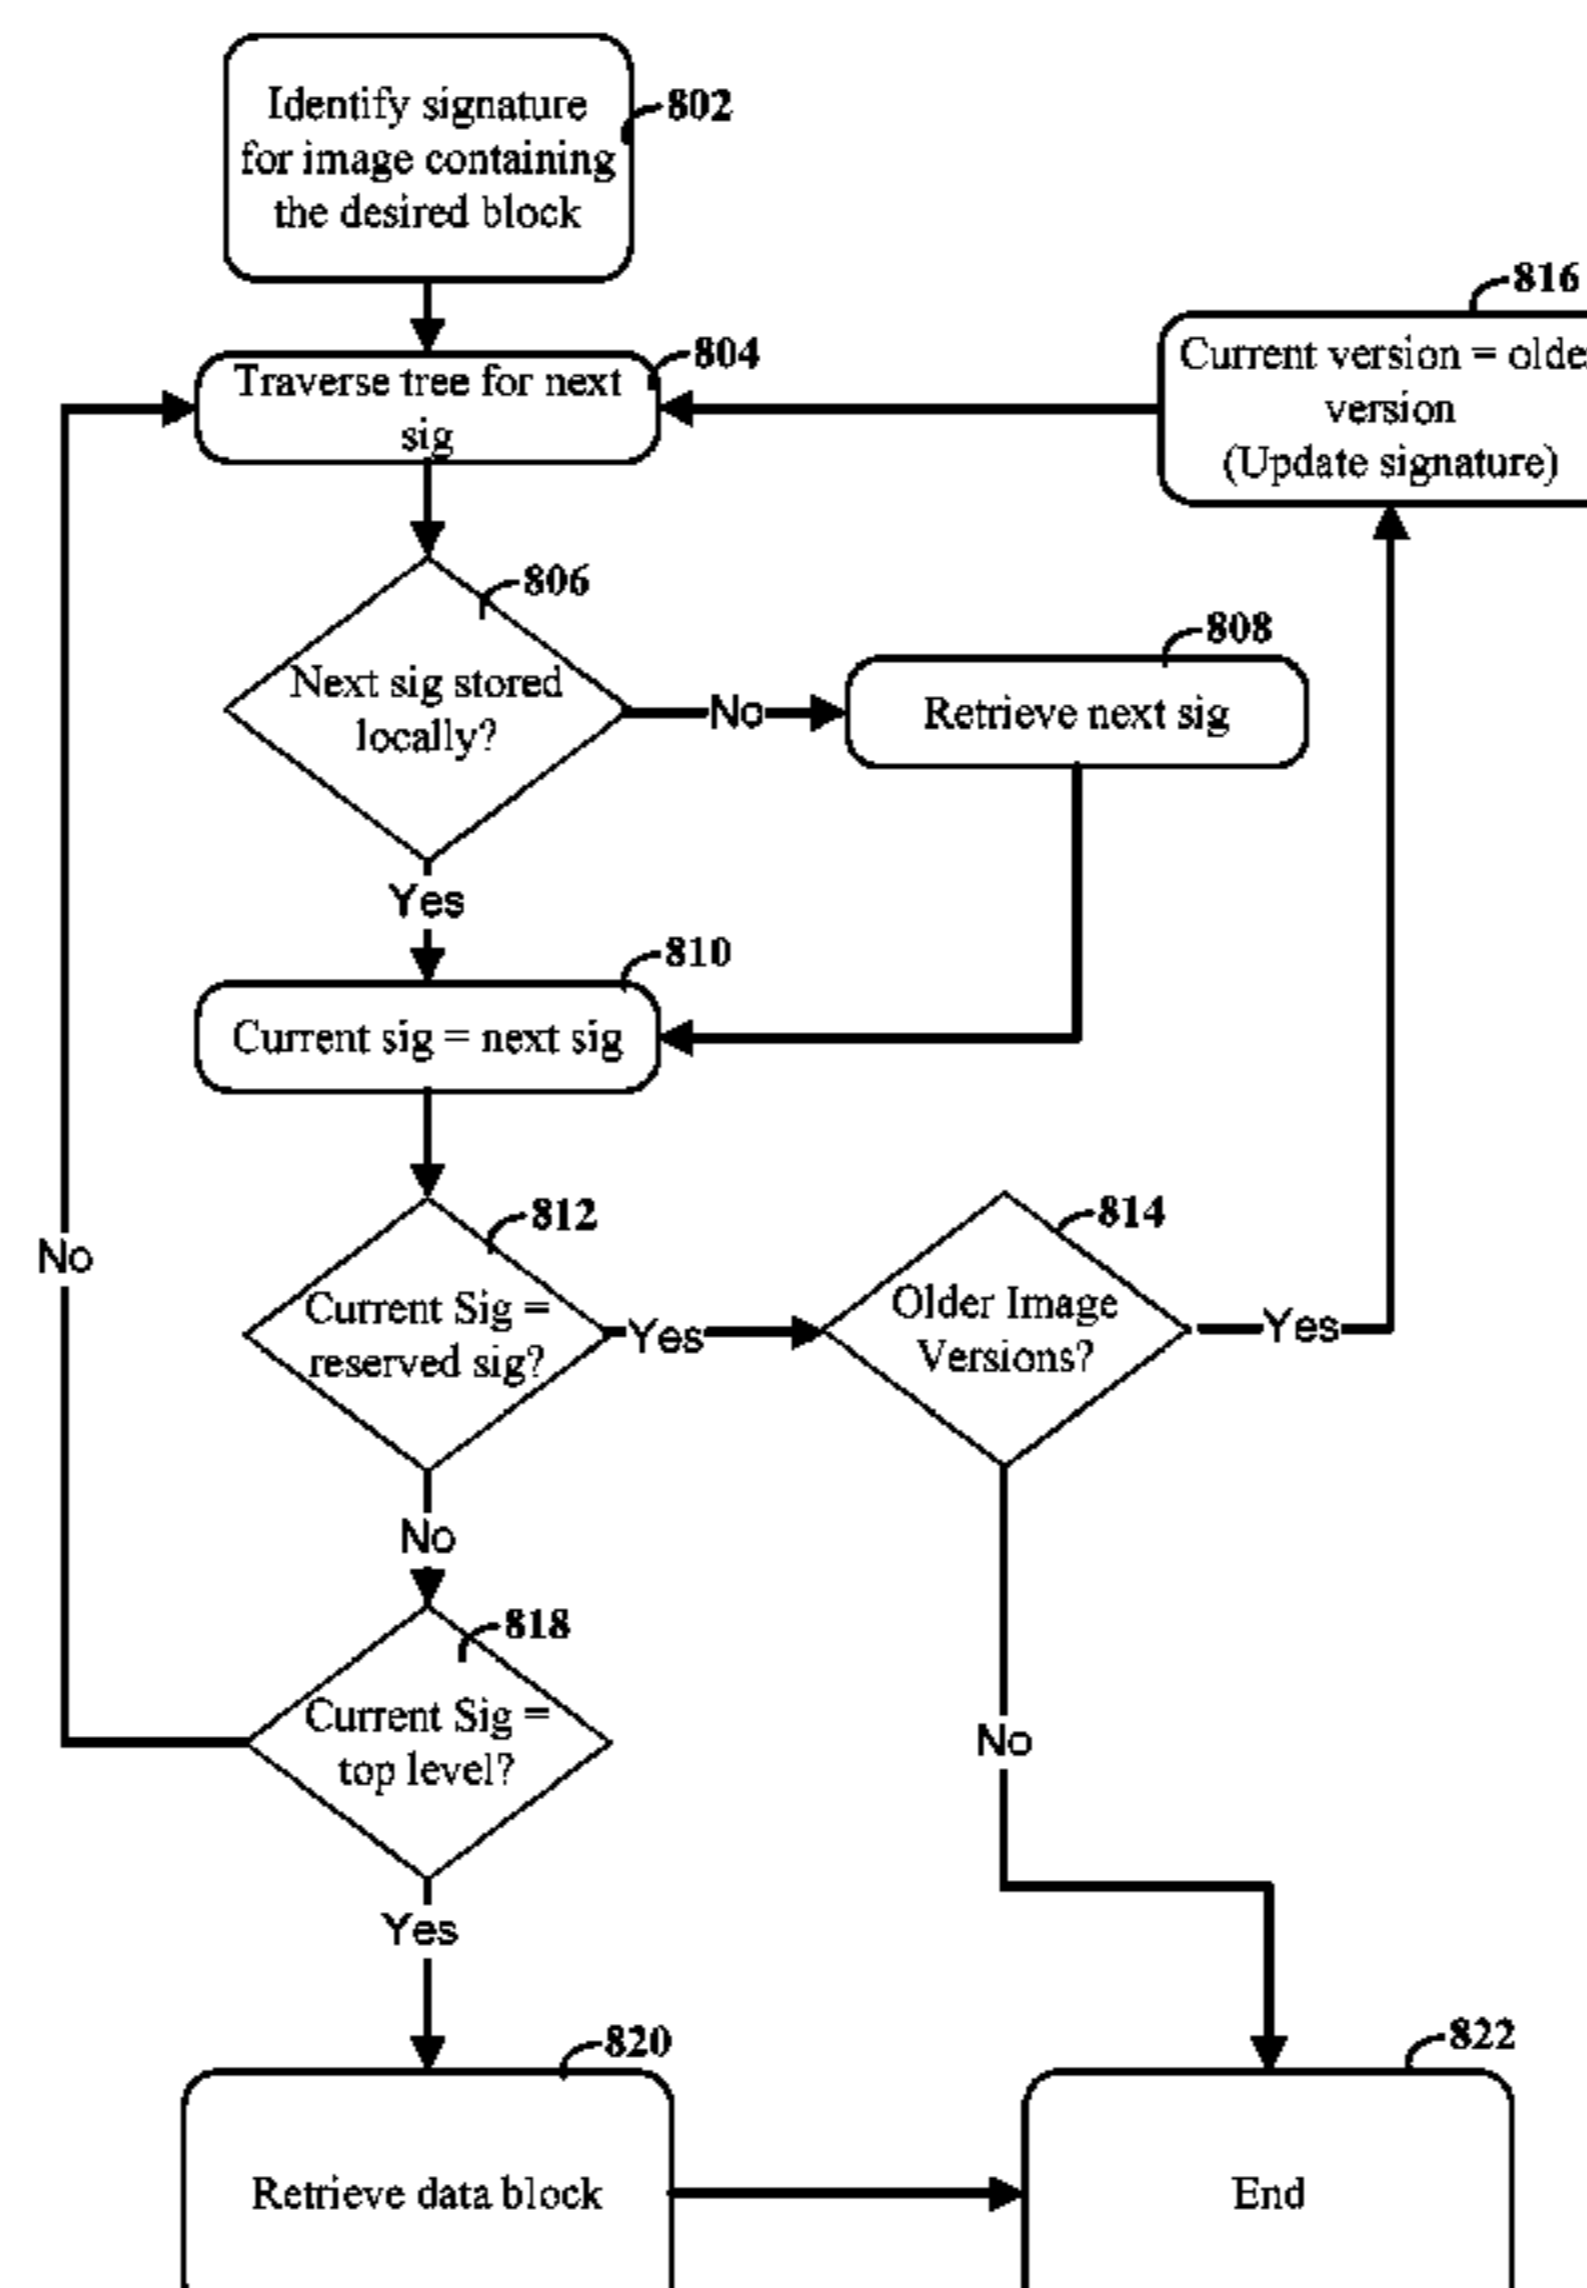 Identify signature
for image containing
the desired block
802
Traverse tree for next
sig
804
816
Current version = olde
version
(Update signature)
806
Next sig stored
locally?
No
808
Retrieve next sig
Yes
810
Current sig = next sig
812
Current Sig =
reserved sig?
Yes
814
Older Image
Versions?
Yes
No
No
818
Current Sig =
top level?
No
Yes
820
Retrieve data block
822
End